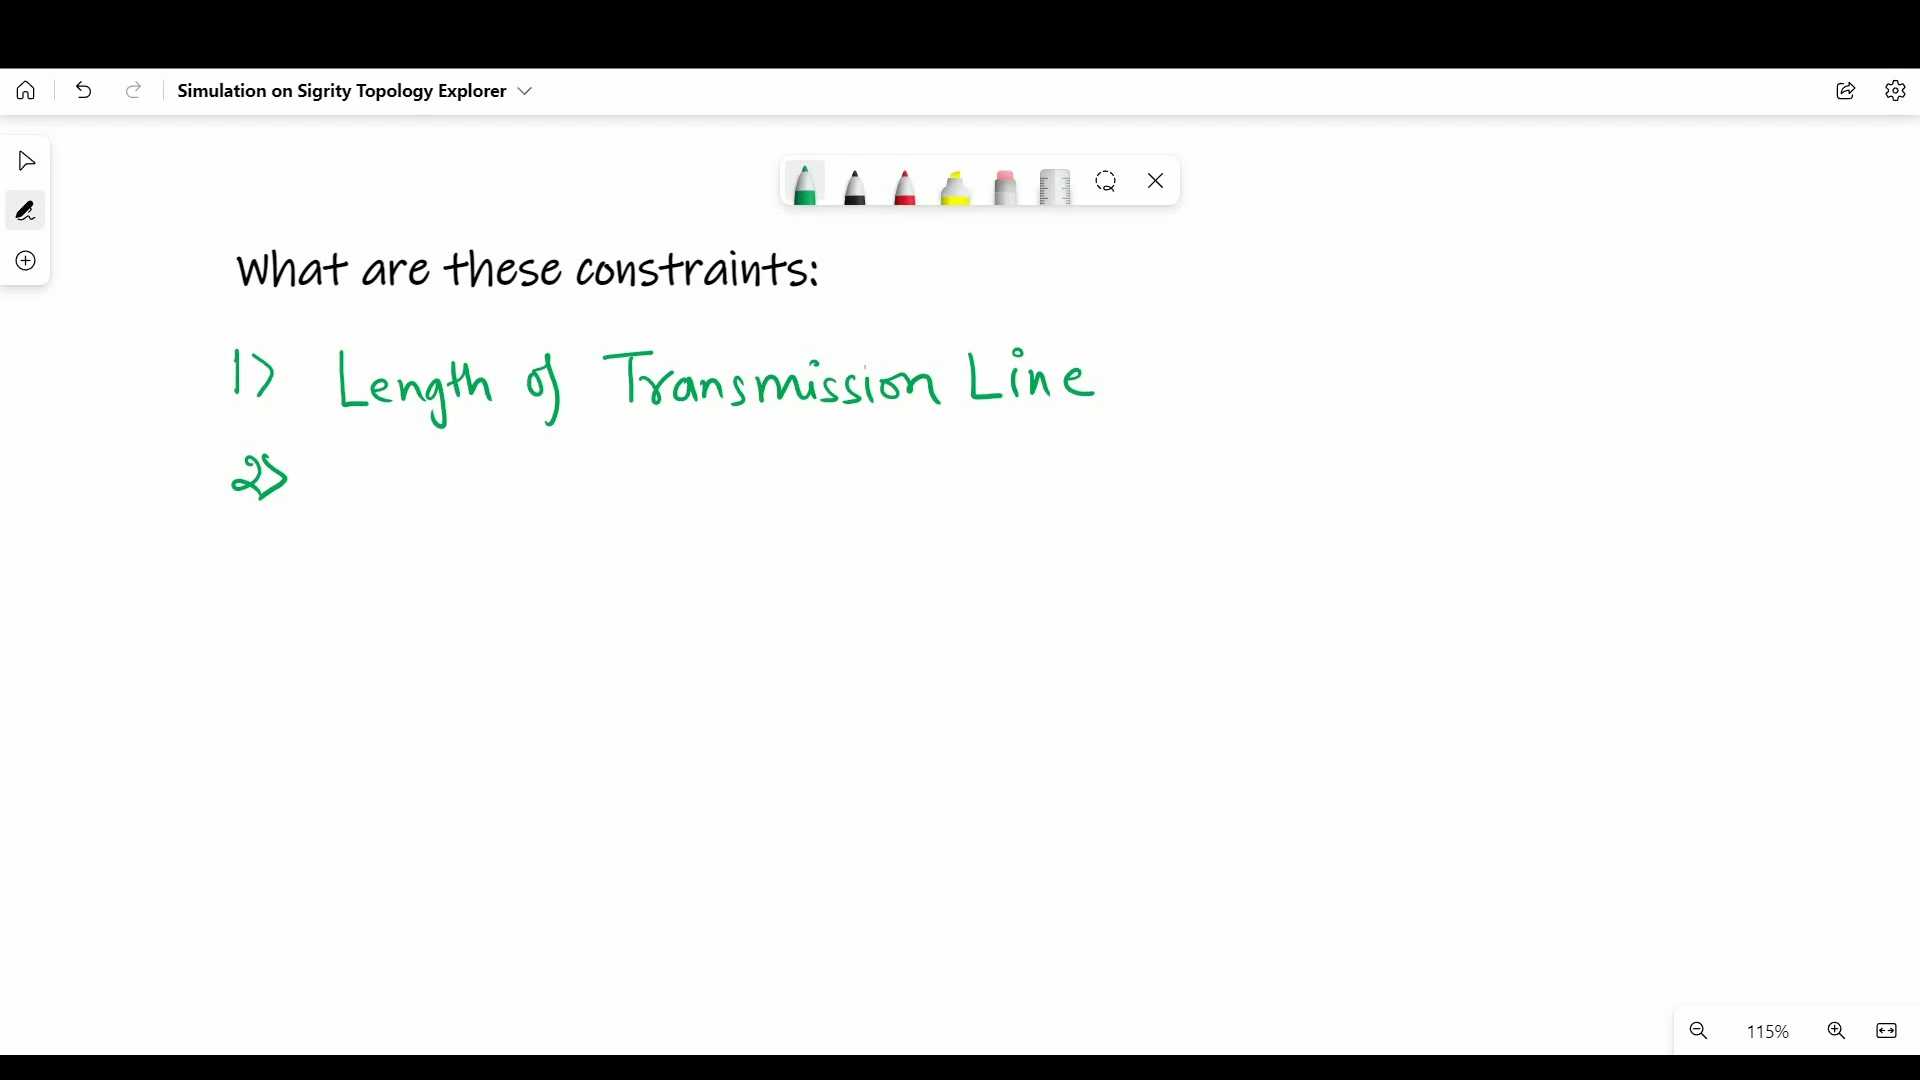 Simulation on Sigrity Topology Explorer
What are these constraints:
1> Length of Transmission Line
2>
115%